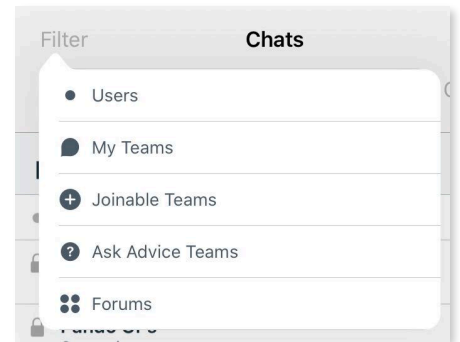 Filter
Chats
Users
My Teams
Joinable Teams
Ask Advice Teams
Forums